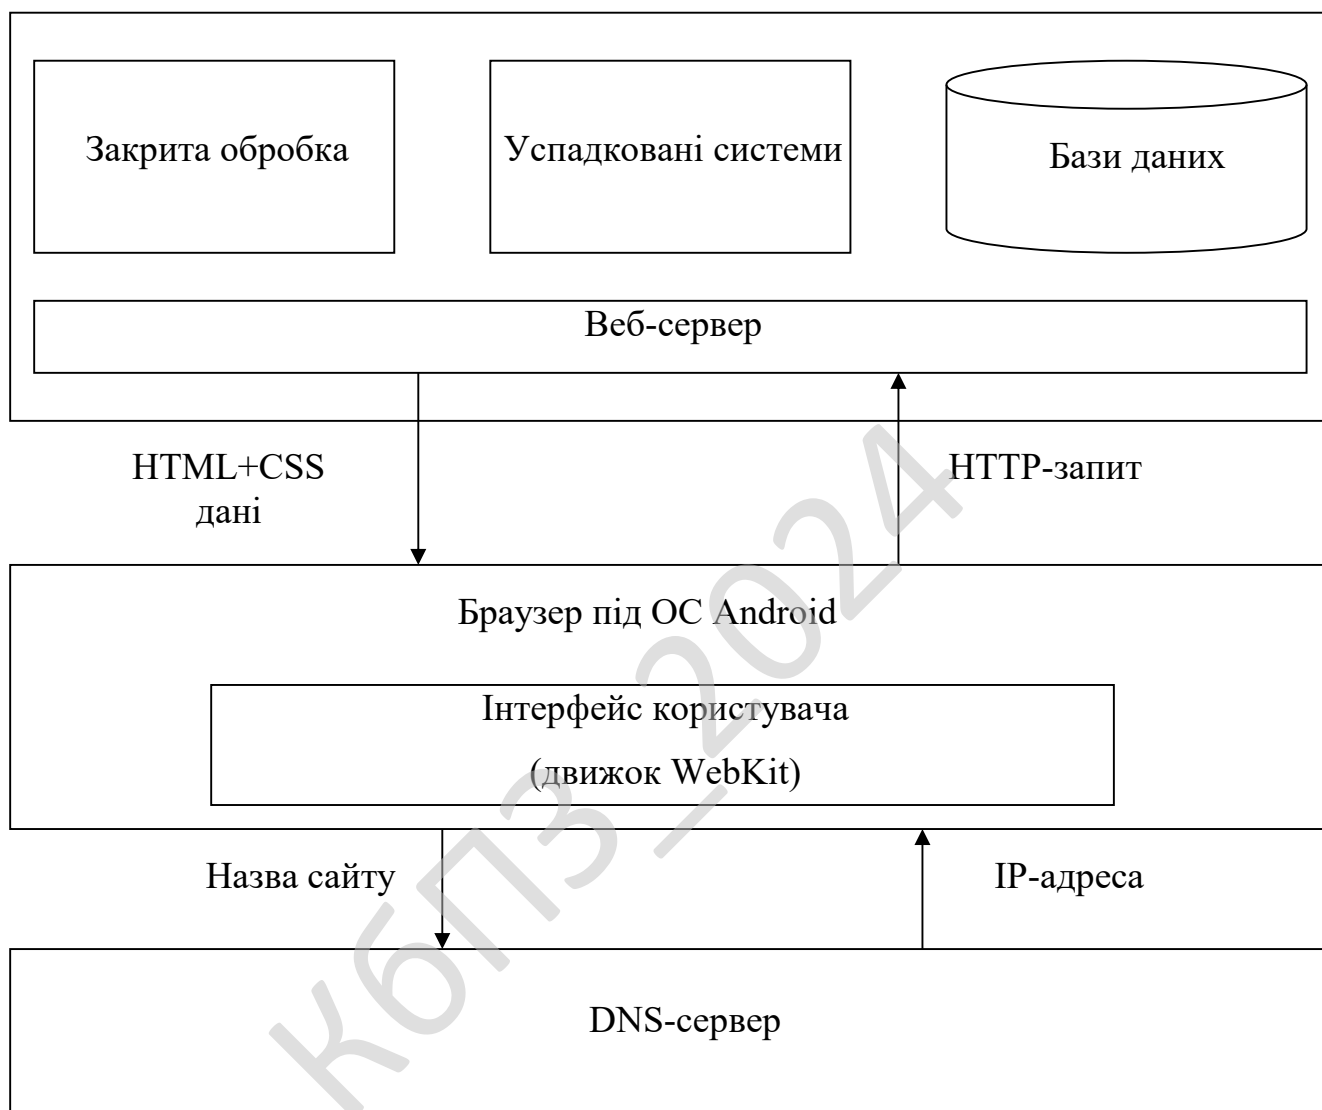 Закрита обробка
Успадковані системи
Бази даних
Веб-сервер
HTML+CSS
дані
HTTP-запит
Браузер під ОС Android
Інтерфейс користувача
(движок WebKit)
Назва сайту
IP-адреса
DNS-сервер
КбПЗ_2024